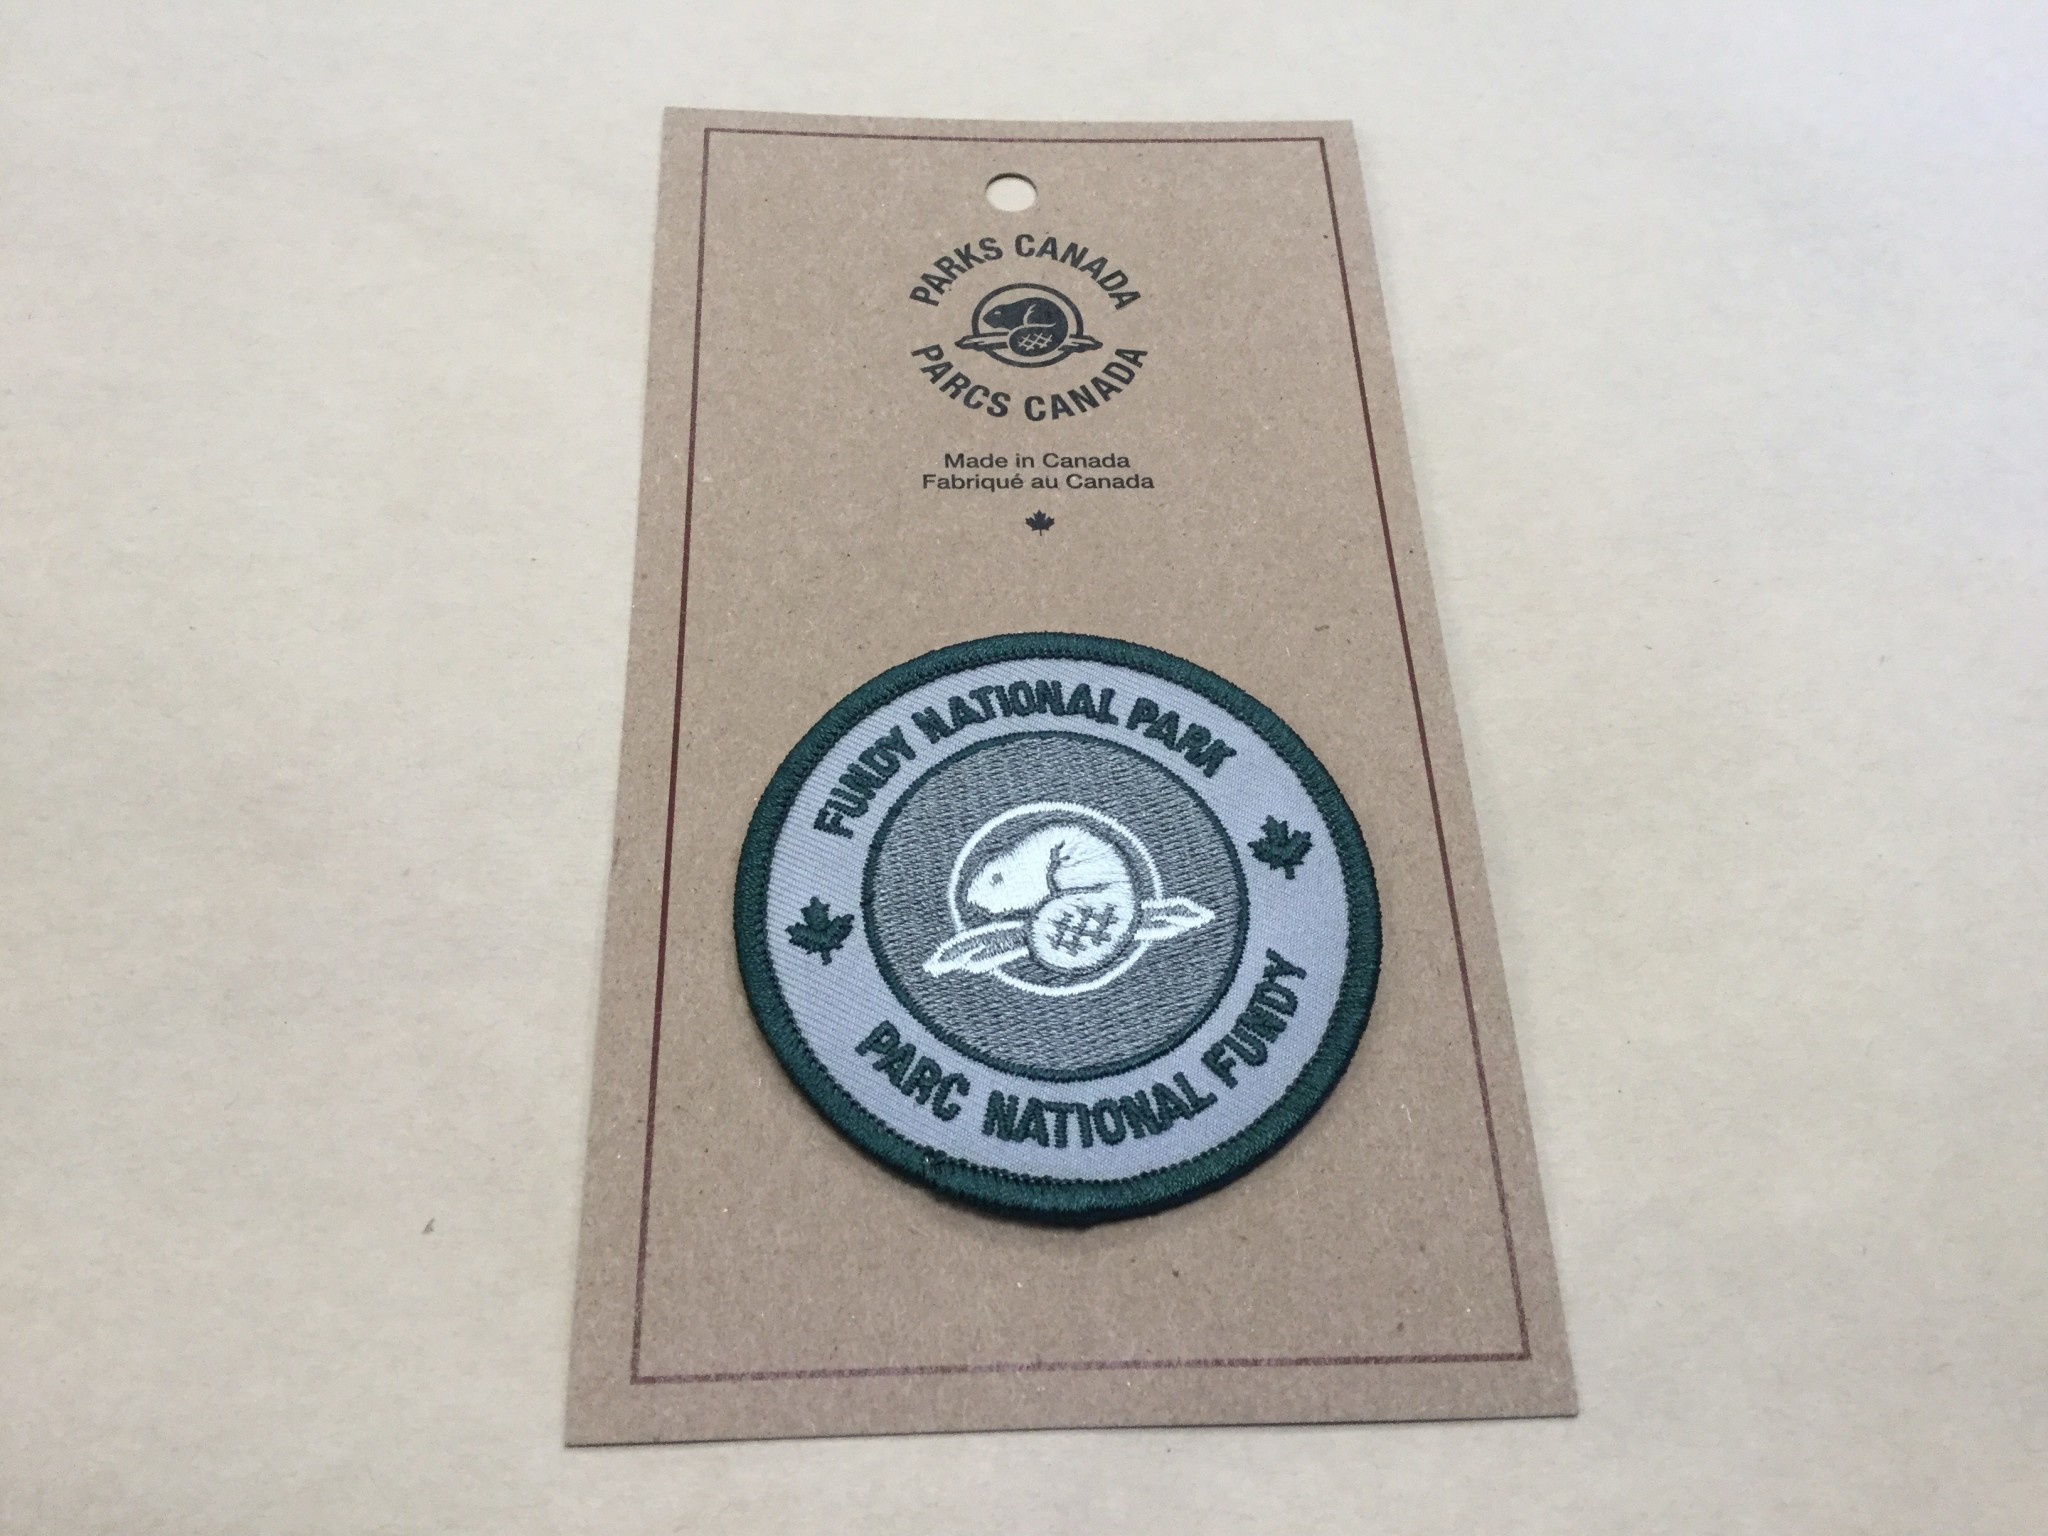 PARKS CANADA
PARCS CANADA
Made in Canada
Fabriqué au Canada
FUNDY NATIONAL PARK
PARC NATIONAL FUNDY